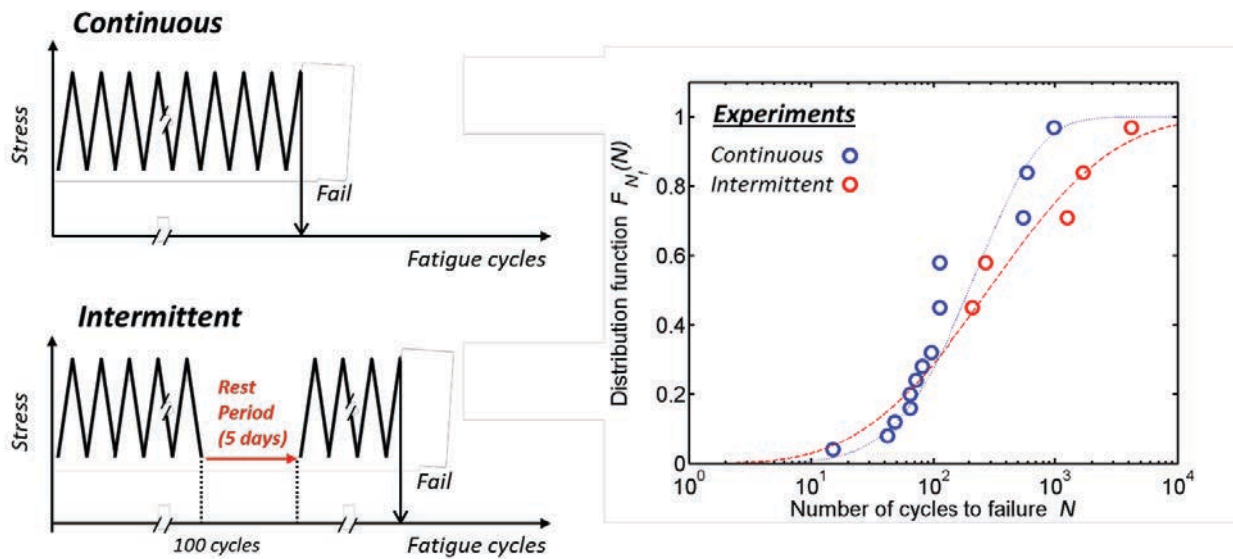 Continuous
Stress
Fail
Fatigue cycles
Intermittent
Stress
Rest
Period
(5 days)
Fail
100 cycles
Fatigue cycles
Experiments
Continuous
Intermittent
Distribution function F_{N_f}(N)
1
0.8
0.6
0.4
0.2
0
10^0
10^1
10^2
10^3
10^4
Number of cycles to failure N